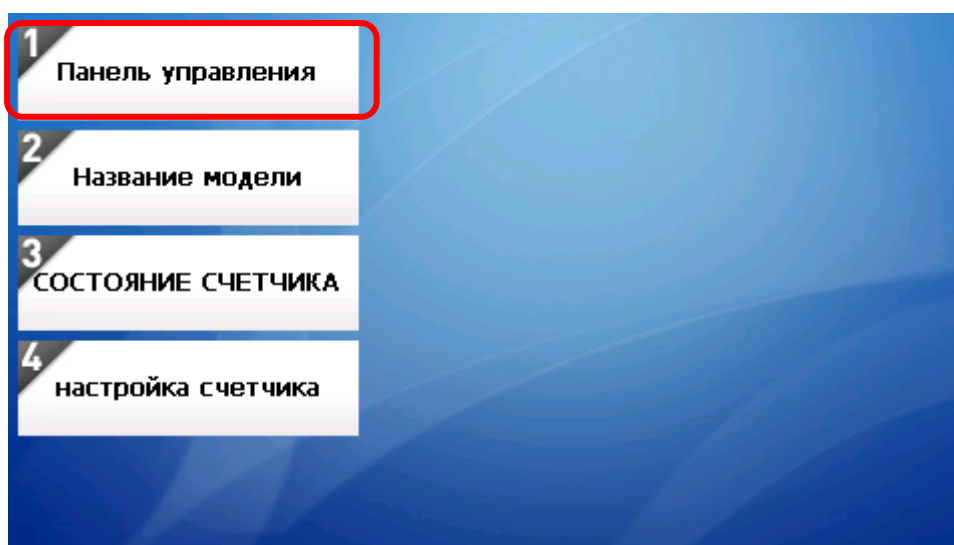 1
Панель управления
2
Название модели
3
СОСТОЯНИЕ СЧЕТЧИКА
4
настройка счетчика